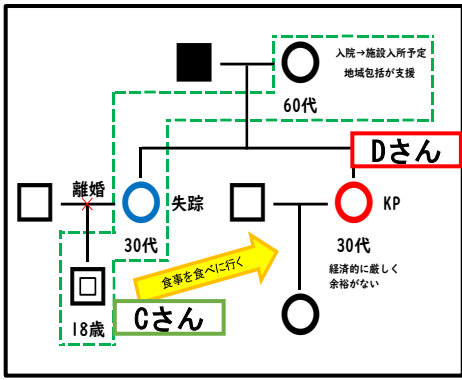 入院→施設入所予定
地域包括が支援
60代
Dさん
離婚
失踪
KP
30代
30代
食事を食べに行く
経済的に厳しく
余裕がない
Cさん
18歳